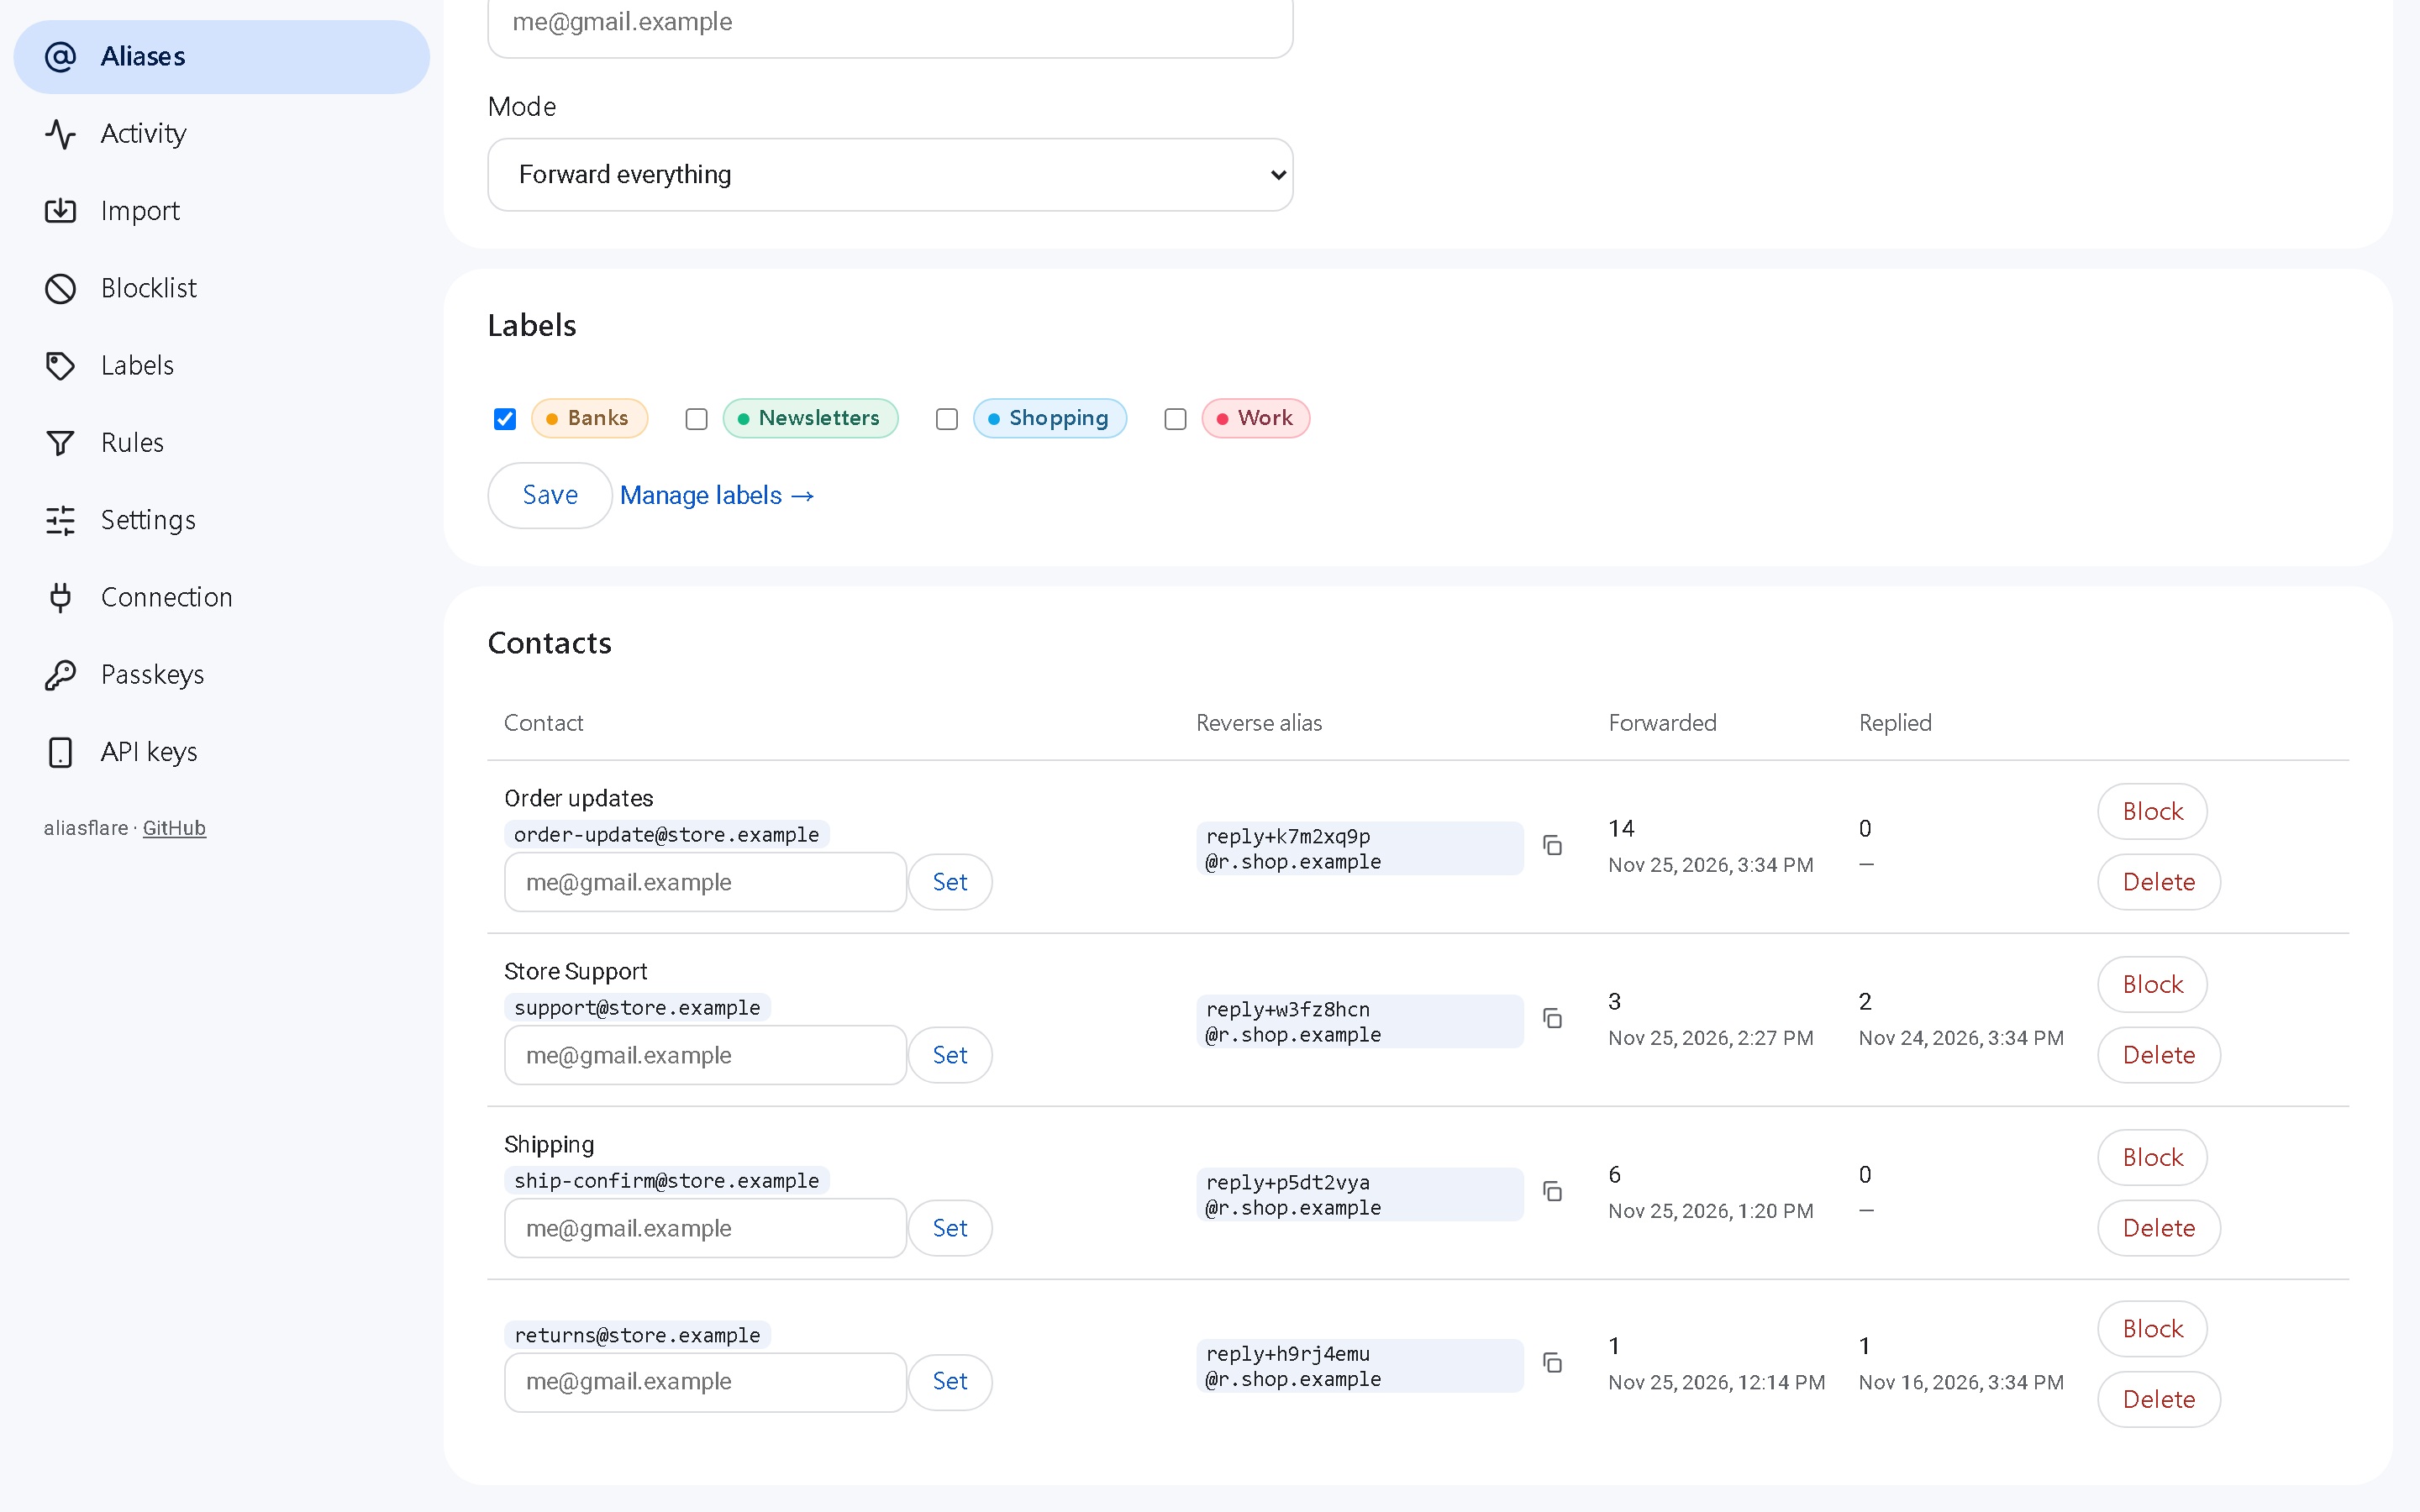 Aliases
Activity
Import
Blocklist
Labels
Rules
Settings
Connection
Passkeys
API keys
aliasflare · GitHub
me@gmail.example
Mode
Forward everything
Labels
Banks
Newsletters
Shopping
Work
Save
Manage labels →
Contacts
Contact
Reverse alias
Forwarded
Replied
Order updates
order-update@store.example
me@gmail.example
Set
reply+k7m2xq9p
@r.shop.example
14
Nov 25, 2026, 3:34 PM
0
—
Block
Delete
Store Support
support@store.example
me@gmail.example
Set
reply+w3fz8hcn
@r.shop.example
3
Nov 25, 2026, 2:27 PM
2
Nov 24, 2026, 3:34 PM
Block
Delete
Shipping
ship-confirm@store.example
me@gmail.example
Set
reply+p5dt2vya
@r.shop.example
6
Nov 25, 2026, 1:20 PM
0
—
Block
Delete
returns@store.example
me@gmail.example
Set
reply+h9rj4emu
@r.shop.example
1
Nov 25, 2026, 12:14 PM
1
Nov 16, 2026, 3:34 PM
Block
Delete